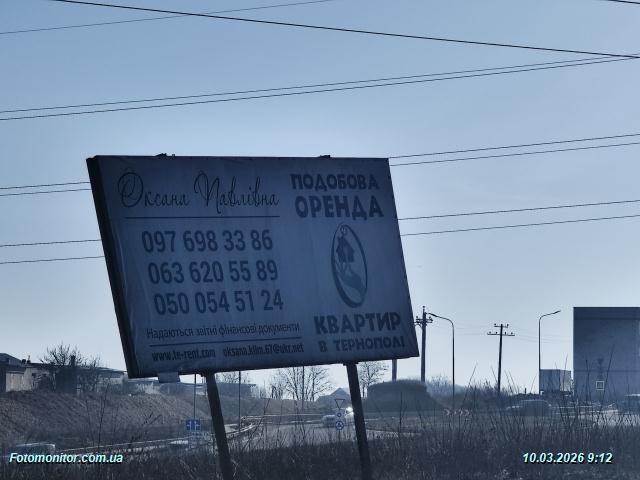 Оксана Павлівна
097 698 33 86
063 620 55 89
050 054 51 24
Надаються звітні фінансові документи
www.te-rent.com oksana.klim.67@ukr.net
ПОДОБОВА
ОРЕНДА
КВАРТИР
В ТЕРНОПОЛІ
Fotomonitor.com.ua
10.03.2026 9:12